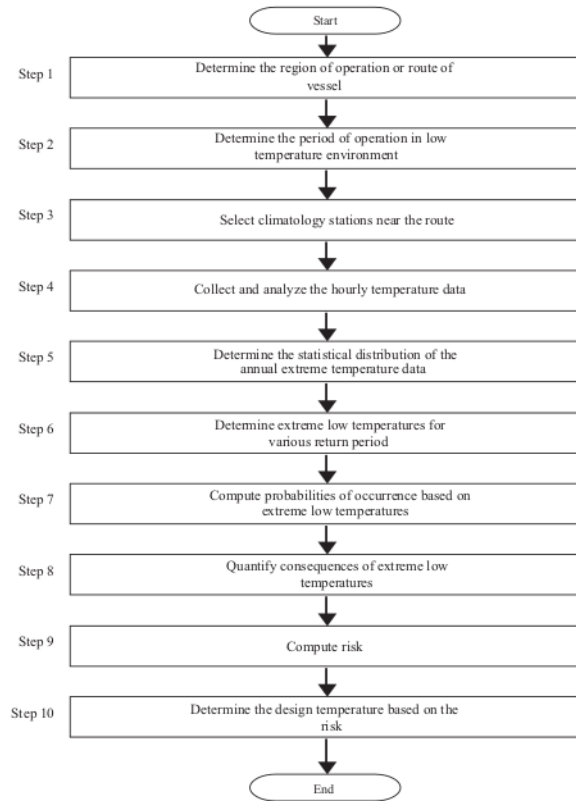 Start
Step 1
Determine the region of operation or route of
vessel
Step 2
Determine the period of operation in low
temperature environment
Step 3
Select climatology stations near the route
Step 4
Collect and analyze the hourly temperature data
Step 5
Determine the statistical distribution of the
annual extreme temperature data
Step 6
Determine extreme low temperatures for
various return period
Step 7
Compute probabilities of occurrence based on
extreme low temperatures
Step 8
Quantify consequences of extreme low
temperatures
Step 9
Compute risk
Step 10
Determine the design temperature based on the
risk
End